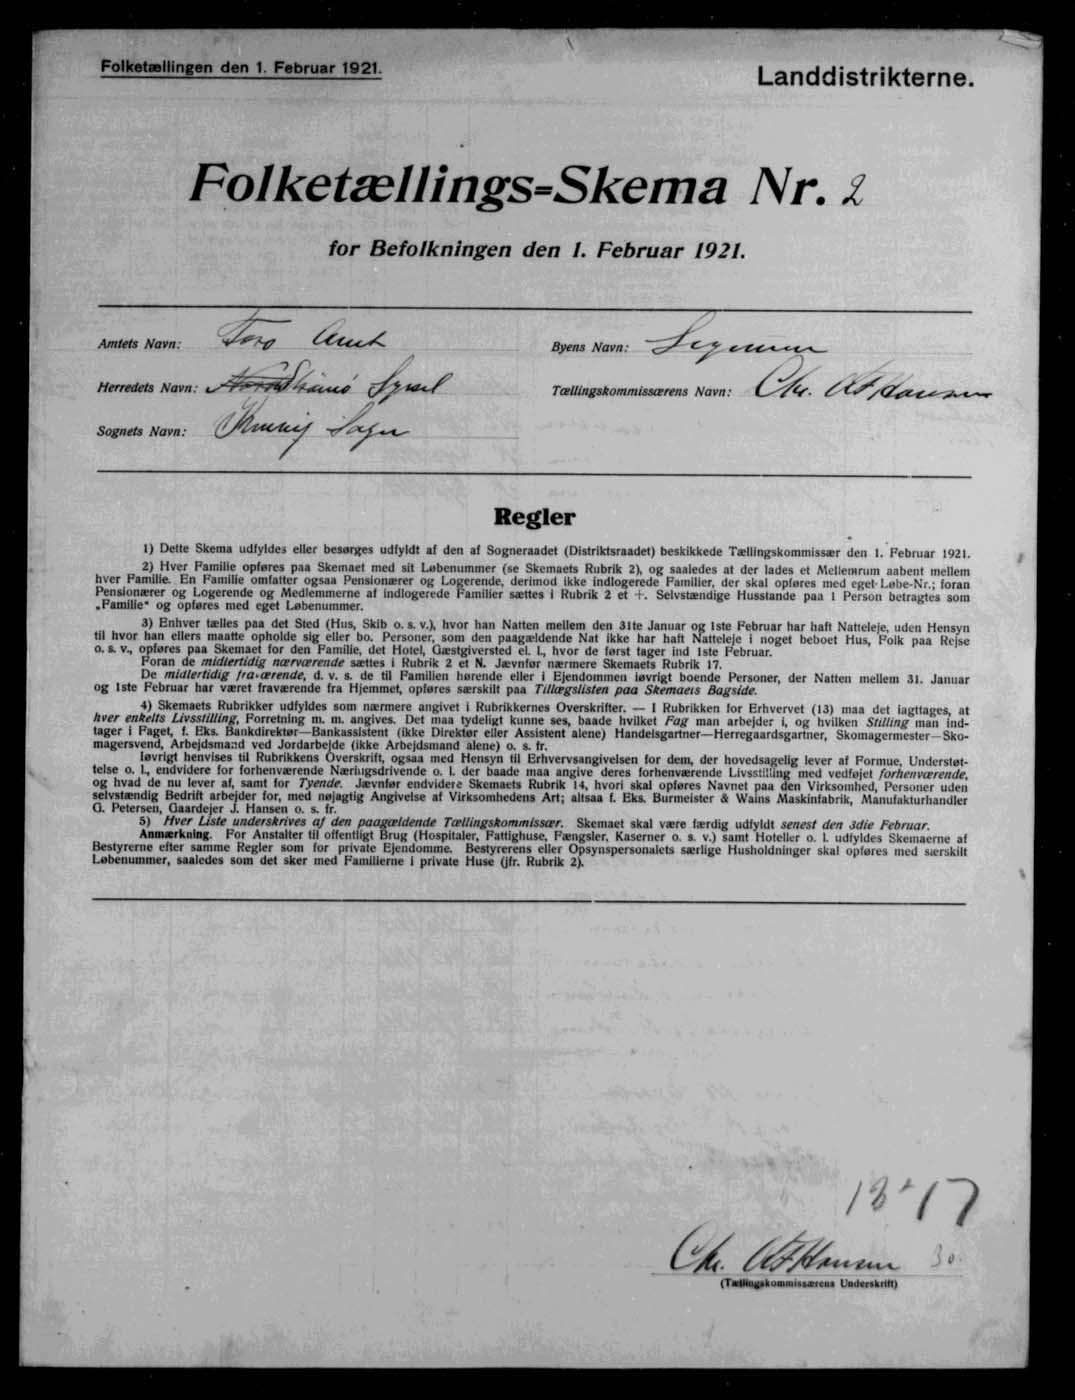 Folketællingen den 1. Februar 1921.
Landdistrikterne.
Folketællings=Skema Nr. 2
for Befolkningen den 1. Februar 1921.
Amtets Navn: Færø Amt
Byens Navn:
Herredets Navn: Strømø Syssel
Tællingskommissærens Navn: Chr. Hansen
Sognets Navn: Sogn
Regler
1) Dette Skema udfyldes eller besørges udfyldt af den af Sogneraadet (Distriktsraadet) beskikkede Tællingskommissær den 1. Februar 1921.
2) Hver Familie opføres paa Skemaet med sit Løbenummer (se Skemaets Rubrik 2), og saaledes at der lades et Mellemrum aabent mellem
hver Familie. En Familie omfatter ogsaa Pensionærer og Logerende, derimod ikke indlogerede Familier, der skal opføres med eget Løbe-Nr.; foran
Pensionærer og Logerende og Medlemmerne af indlogerede Familier sættes i Rubrik 2 et +. Selvstændige Husstande paa 1 Person betragtes som
„Familie“ og opføres med eget Løbenummer.
3) Enhver tælles paa det Sted (Hus, Skib o. s. v.), hvor han Natten mellem den 31te Januar og 1ste Februar har haft Natteleje, uden Hensyn
til hvor han ellers maatte opholde sig eller bo. Personer, som den paagældende Nat ikke har haft Natteleje i noget beboet Hus, Folk paa Rejse
o. s. v., opføres paa Skemaet for den Familie, det Hotel, Gæstgiversted el. l., hvor de først tager ind 1ste Februar.
Foran de midlertidig nærværende sættes i Rubrik 2 et N. Jævnfør nærmere Skemaets Rubrik 17.
De midlertidig fraværende, d. v. s. de til Familien hørende eller i Ejendommen iøvrigt boende Personer, der Natten mellem 31. Januar
og 1ste Februar har været fraværende fra Hjemmet, opføres særskilt paa Tillægslisten paa Skemaets Bagside.
4) Skemaets Rubrikker udfyldes som nærmere angivet i Rubrikkernes Overskrifter. — I Rubrikken for Erhvervet (13) maa det iagttages, at
hver enkelts Livsstilling, Forretning m. m. angives. Det maa tydeligt kunne ses, baade hvilket Fag man arbejder i, og hvilken Stilling man ind-
tager i Faget, f. Eks. Bankdirektør—Bankassistent (ikke Direktør eller Assistent alene) Handelsgartner—Herregaardsgartner, Skomagermester—Sko-
magersvend, Arbejdsmand ved Jordarbejde (ikke Arbejdsmand alene) o. s. fr.
Iøvrigt henvises til Rubrikkens Overskrift, ogsaa med Hensyn til Erhvervsangivelsen for dem, der hovedsagelig lever af Formue, Understøt-
telse o. l., endvidere for forhenværende Næringsdrivende o. l. der baade maa angive deres forhenværende Livsstilling med vedføjet forhenværende,
og hvad de nu lever af, samt for Tyende. Jævnfør endvidere Skemaets Rubrik 14, hvori skal opføres Navnet paa den Virksomhed, Personer uden
selvstændig Bedrift arbejder for, med nøjagtig Angivelse af Virksomhedens Art; altsaa f. Eks. Burmeister & Wains Maskinfabrik, Manufakturhandler
G. Petersen, Gaardejer J. Hansen o. s. fr.
5) Hver Liste underskrives af den paagældende Tællingskommissær. Skemaet skal være færdig udfyldt senest den 3die Februar.
Anmærkning. For Anstalter til offentligt Brug (Hospitaler, Fattighuse, Fængsler, Kaserner o. s. v.) samt Hoteller o. l. udfyldes Skemaerne af
Bestyrerne efter samme Regler som for private Ejendomme. Bestyrerens eller Opsynspersonalets særlige Husholdninger skal opføres med særskilt
Løbenummer, saaledes som det sker med Familierne i private Huse (jfr. Rubrik 2).
13+17
Chr. Hansen 30.
(Tællingskommissærens Underskrift)